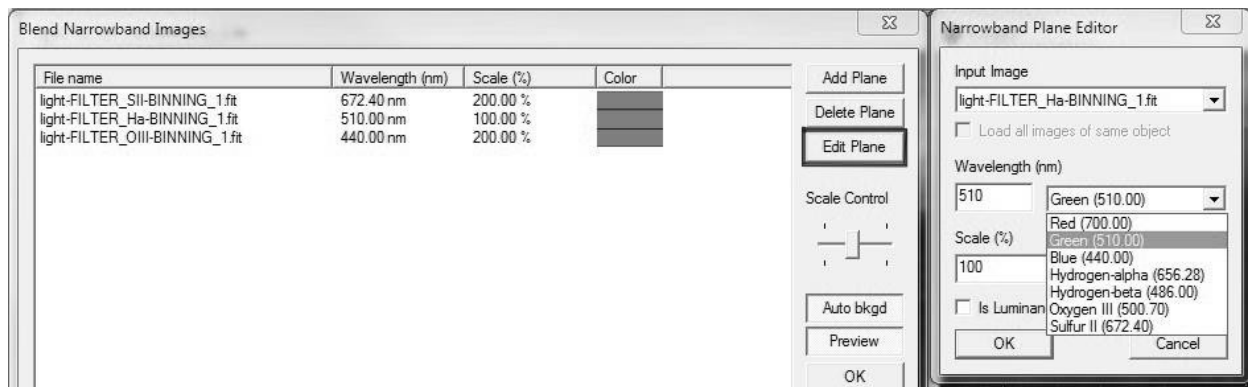 Blend Narrowband Images
File name Wavelength (nm) Scale (%) Color
light-FILTER_SII-BINNING_1.fit 672.40 nm 200.00 %
light-FILTER_Ha-BINNING_1.fit 510.00 nm 100.00 %
light-FILTER_OIII-BINNING_1.fit 440.00 nm 200.00 %
Add Plane
Delete Plane
Edit Plane
Scale Control
Auto bkgd
Preview
OK
Narrowband Plane Editor
Input Image
light-FILTER_Ha-BINNING_1.fit
Load all images of same object
Wavelength (nm)
510 Green (510.00)
Red (700.00)
Green (510.00)
Blue (440.00)
Hydrogen-alpha (656.28)
Hydrogen-beta (486.00)
Oxygen III (500.70)
Sulfur II (672.40)
Scale (%)
100
Is Luminan
OK Cancel